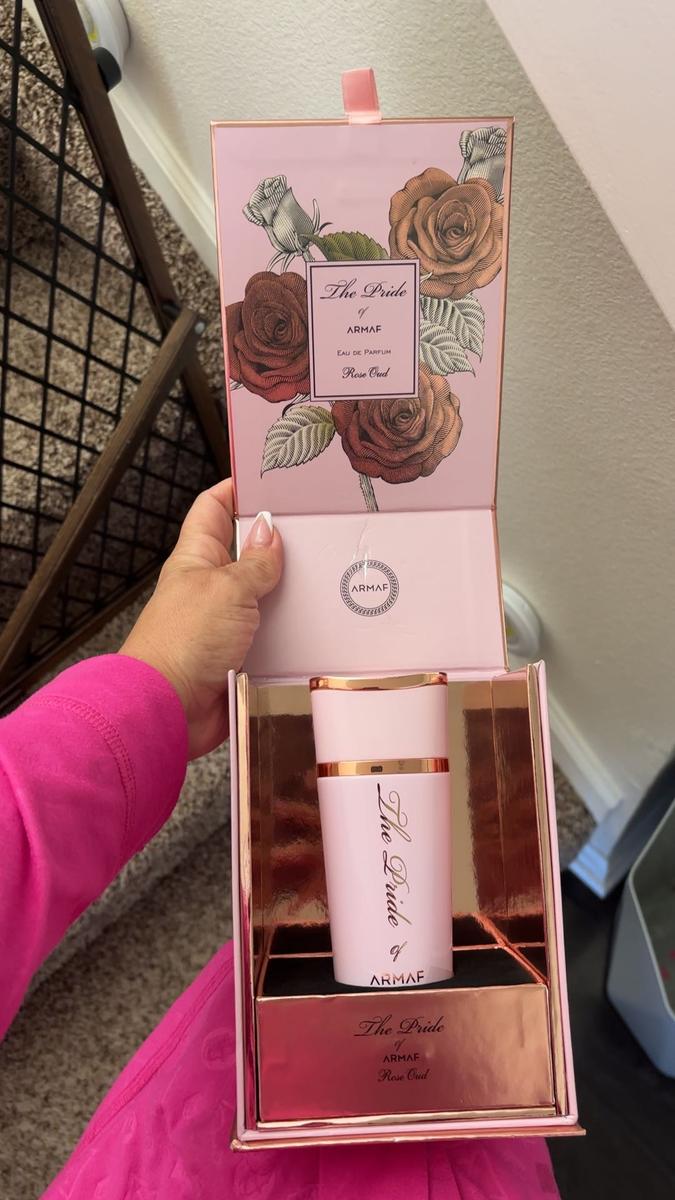 The Pride
of
ARMAF
EAU DE PARFUM
Rose Oud
ARMAF
The Pride of
ARMAF
The Pride
of
ARMAF
Rose Oud